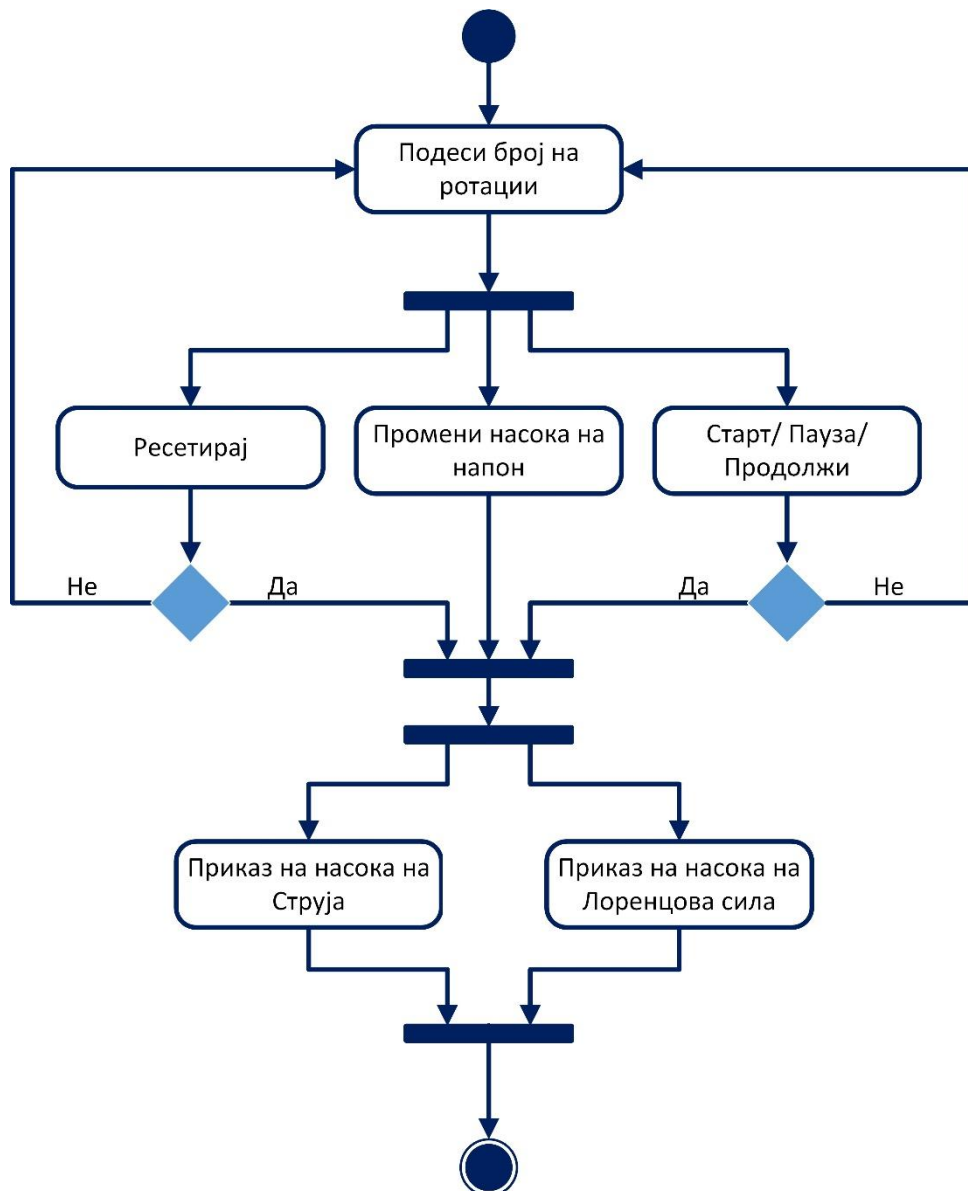 Подеси број на
ротации
Ресетирај
Промени насока на
напон
Старт/ Пауза/
Продолжи
Не
Да
Да
Не
Приказ на насока на
Струја
Приказ на насока на
Лоренцова сила